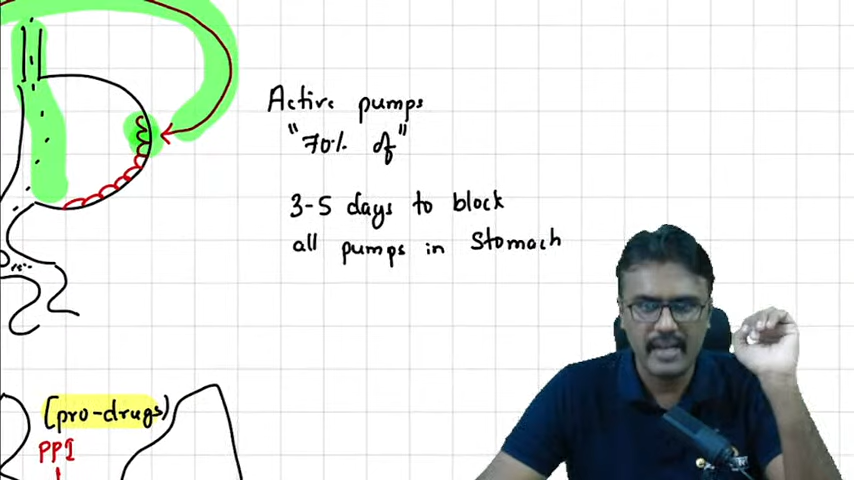 Active pumps
"70% of"
3-5 days to block
all pumps in Stomach
(pro-drugs)
PPI